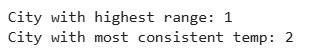 City with highest range: 1
City with most consistent temp: 2